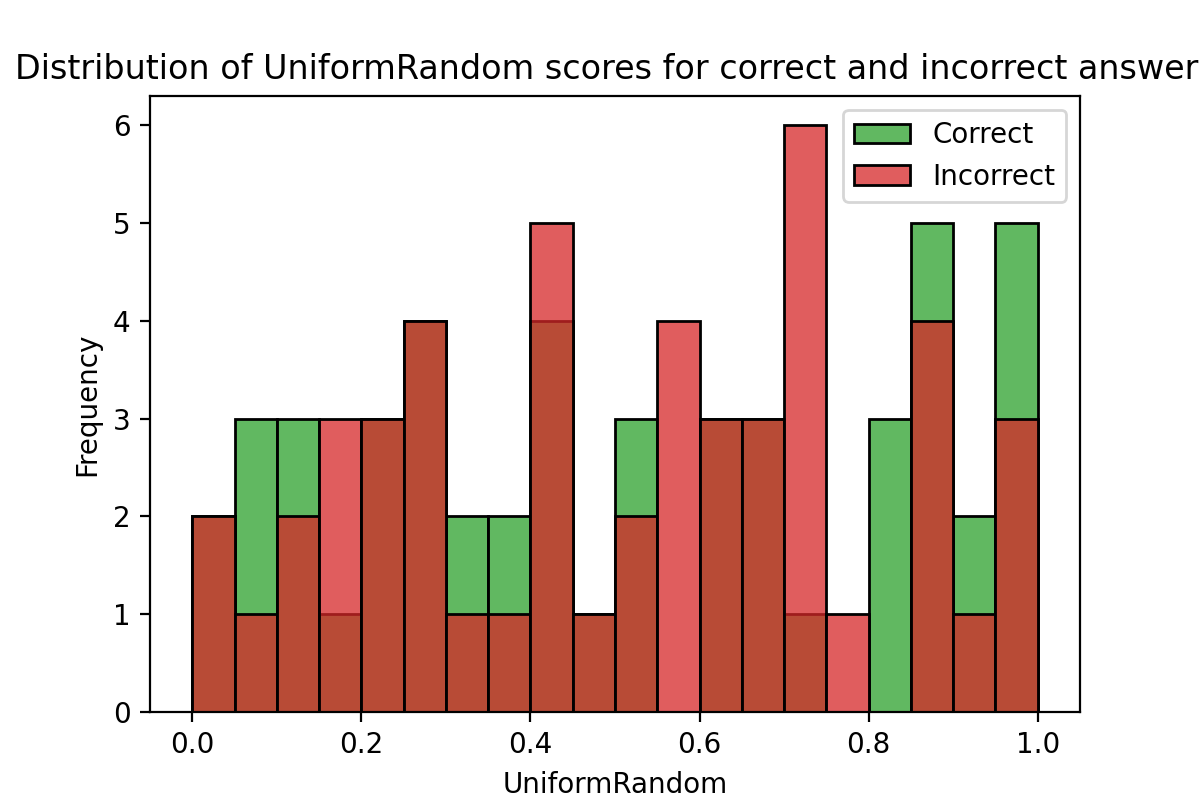 Distribution of UniformRandom scores for correct and incorrect answer
6
5
4
3
2
1
0
Frequency
Correct
Incorrect
0.0 0.2 0.4 0.6 0.8 1.0
UniformRandom